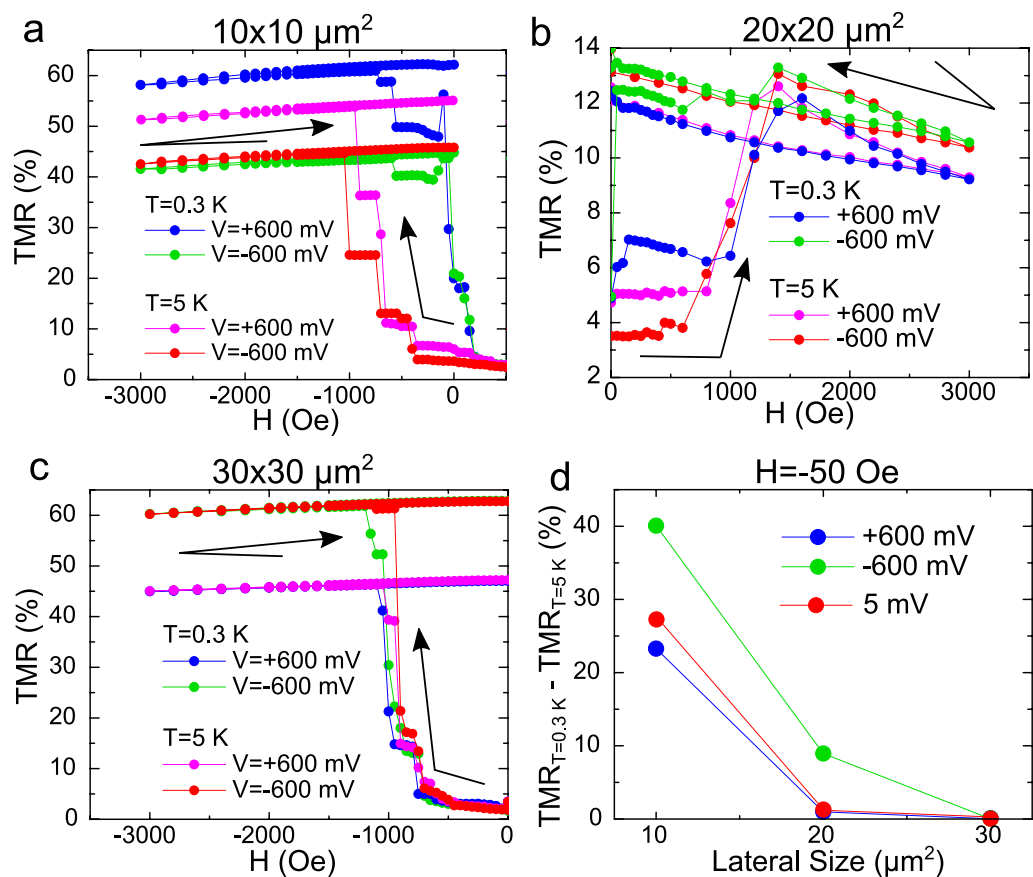 a
10x10 µm²
TMR (%)
60
50
40
30
20
10
0
T=0.3 K
V=+600 mV
V=-600 mV
T=5 K
V=+600 mV
V=-600 mV
-3000
-2000
-1000
0
H (Oe)
b
20x20 µm²
TMR (%)
14
12
10
8
6
4
2
T=0.3 K
+600 mV
-600 mV
T=5 K
+600 mV
-600 mV
0
1000
2000
3000
H (Oe)
c
30x30 µm²
TMR (%)
60
50
40
30
20
10
0
T=0.3 K
V=+600 mV
V=-600 mV
T=5 K
V=+600 mV
V=-600 mV
-3000
-2000
-1000
0
H (Oe)
d
H=-50 Oe
TMR_T=0.3 K - TMR_T=5 K (%)
40
30
20
10
0
+600 mV
-600 mV
5 mV
10
20
30
Lateral Size (µm²)